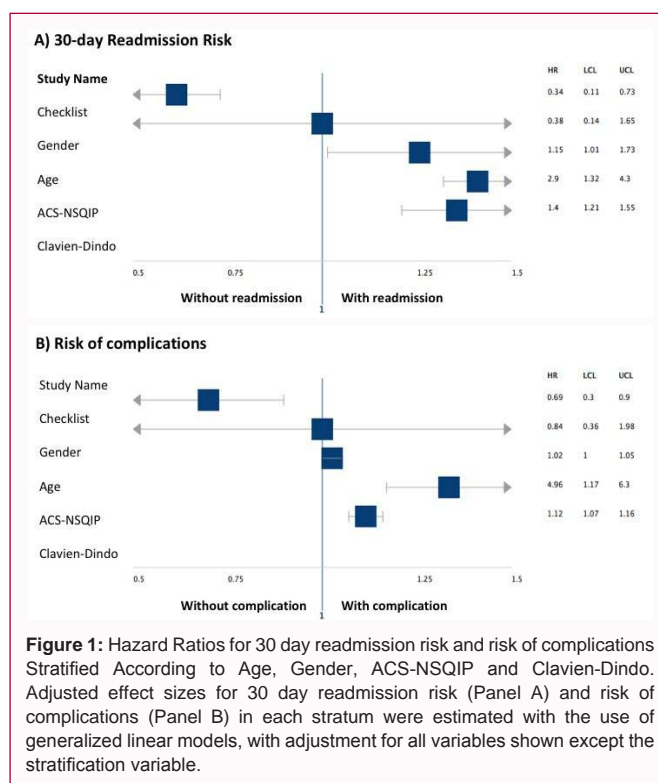 A) 30-day Readmission Risk
HR LCL UCL
Study Name
0.34 0.11 0.73
Checklist
0.38 0.14 1.65
Gender
1.15 1.01 1.73
Age
2.9 1.32 4.3
ACS-NSQIP
1.4 1.21 1.55
Clavien-Dindo
0.5 0.75 1.25 1.5
Without readmission With readmission
1
B) Risk of complications
HR LCL UCL
Study Name
0.69 0.3 0.9
Checklist
0.84 0.36 1.98
Gender
1.02 1 1.05
Age
4.96 1.17 6.3
ACS-NSQIP
1.12 1.07 1.16
Clavien-Dindo
0.5 0.75 1.25 1.5
Without complication With complication
1
Figure 1: Hazard Ratios for 30 day readmission risk and risk of complications
Stratified According to Age, Gender, ACS-NSQIP and Clavien-Dindo.
Adjusted effect sizes for 30 day readmission risk (Panel A) and risk of
complications (Panel B) in each stratum were estimated with the use of
generalized linear models, with adjustment for all variables shown except the
stratification variable.